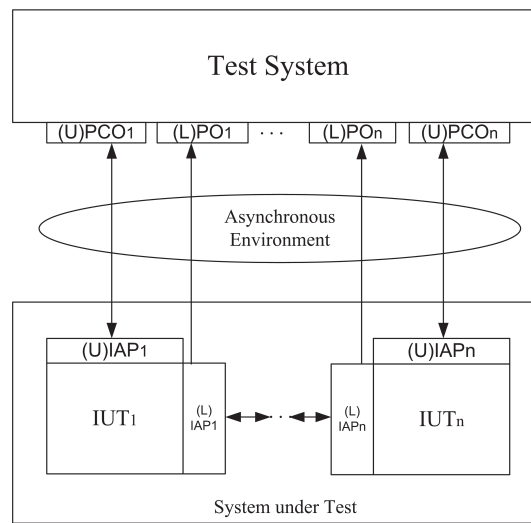 Test System
(U)PCO1 (L)PO1 . . . (L)POn (U)PCOn
Asynchronous
Environment
(U)IAP1 (U)IAPn
IUT1 (L) IAP1 . . (L) IAPn IUTn
System under Test